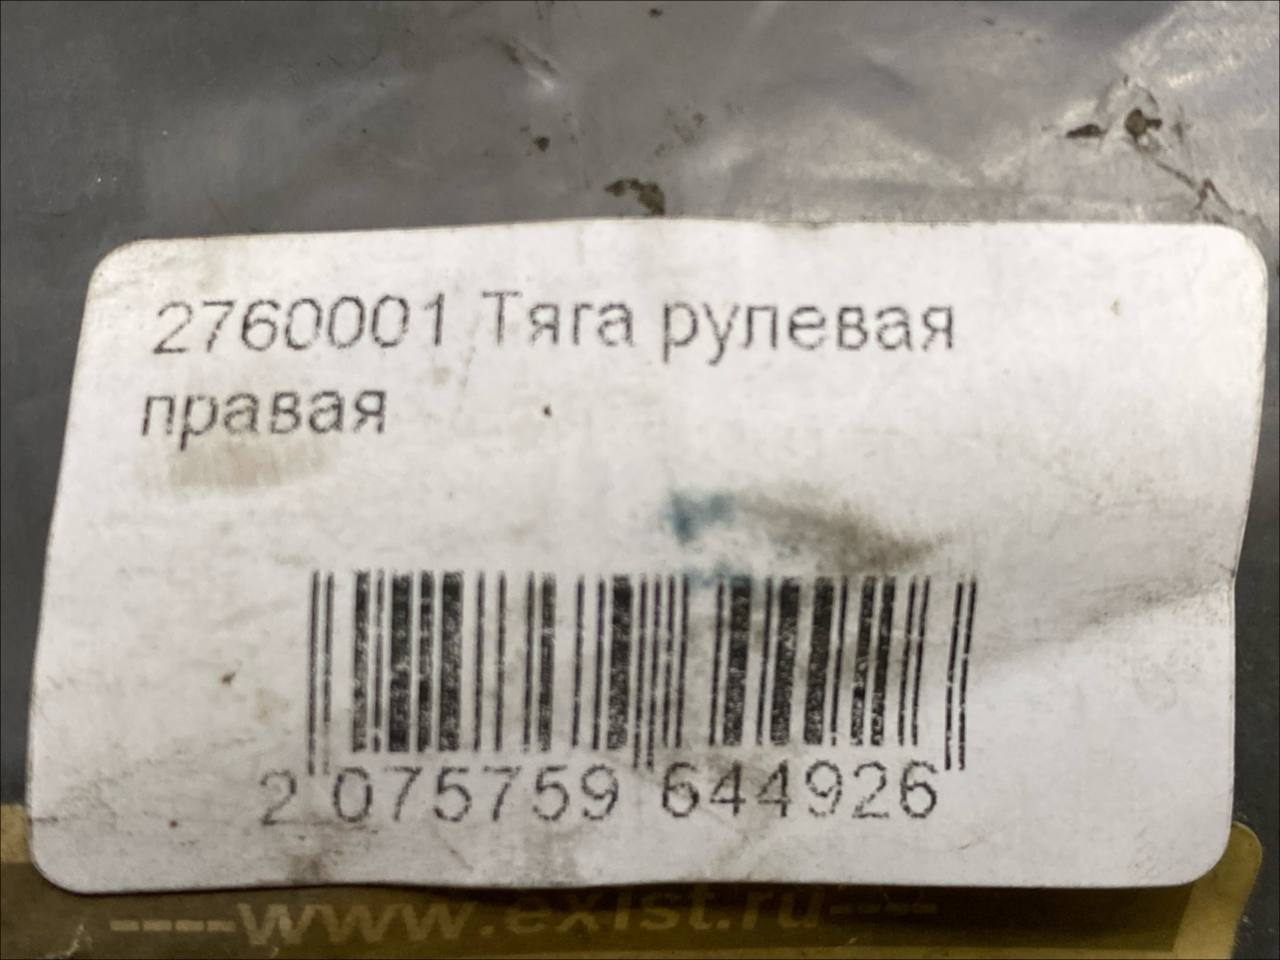 2760001 Тяга рулевая
правая
2 075759 644926
----www.exist.ru----